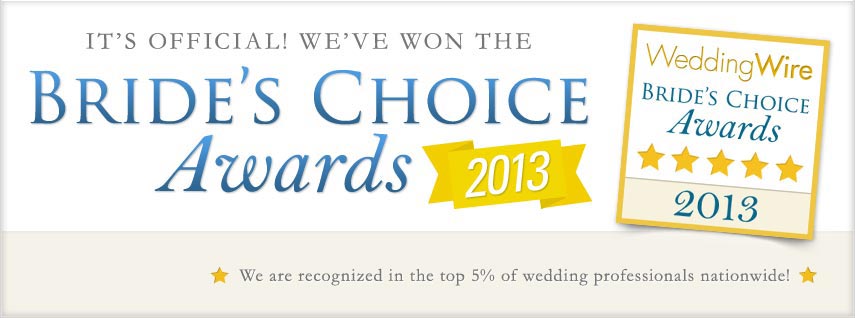 IT'S OFFICIAL! WE'VE WON THE
BRIDE'S CHOICE
Awards
2013
WeddingWire
BRIDE'S CHOICE
Awards
2013
We are recognized in the top 5% of wedding professionals nationwide!